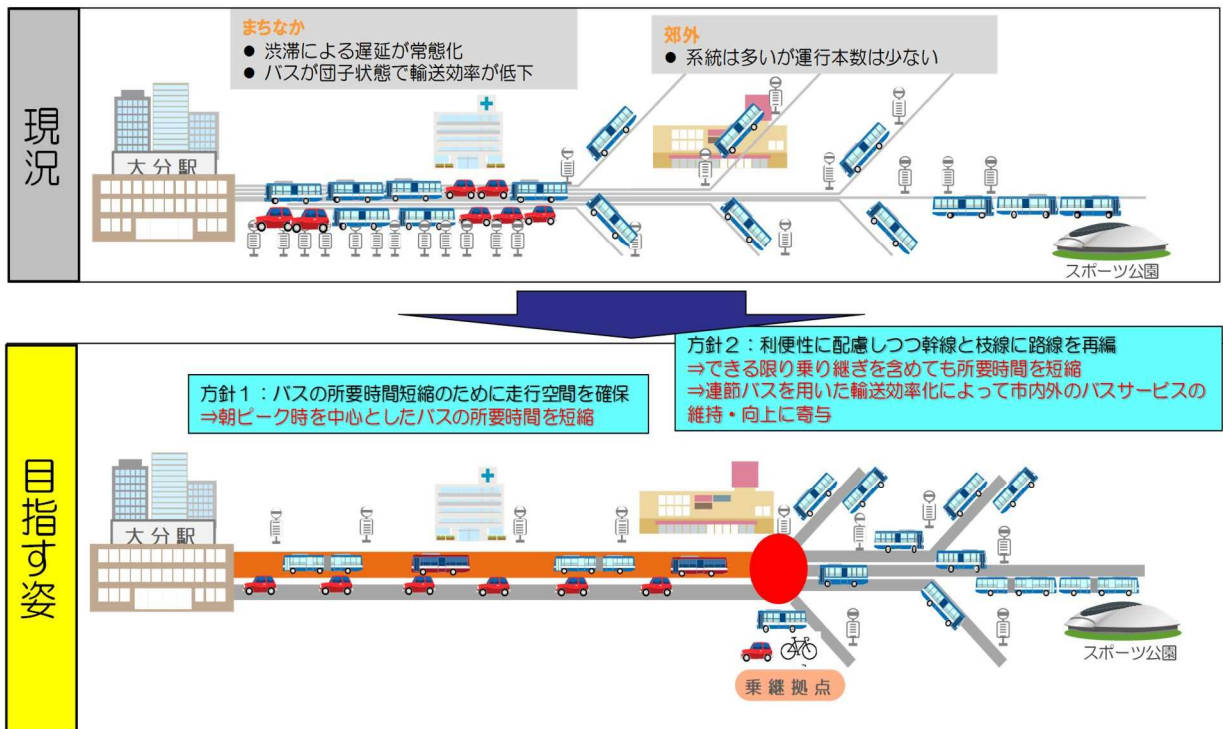 現況
まちなか
● 渋滞による遅延が常態化
● バスが団子状態で輸送効率が低下
郊外
● 系統は多いが運行本数は少ない
大分駅
スポーツ公園
目指す姿
方針1：バスの所要時間短縮のために走行空間を確保
⇒朝ピーク時を中心としたバスの所要時間を短縮
方針2：利便性に配慮しつつ幹線と枝線に路線を再編
⇒できる限り乗り継ぎを含めても所要時間を短縮
⇒連節バスを用いた輸送効率化によって市内外のバスサービスの
維持・向上に寄与
大分駅
スポーツ公園
乗継拠点